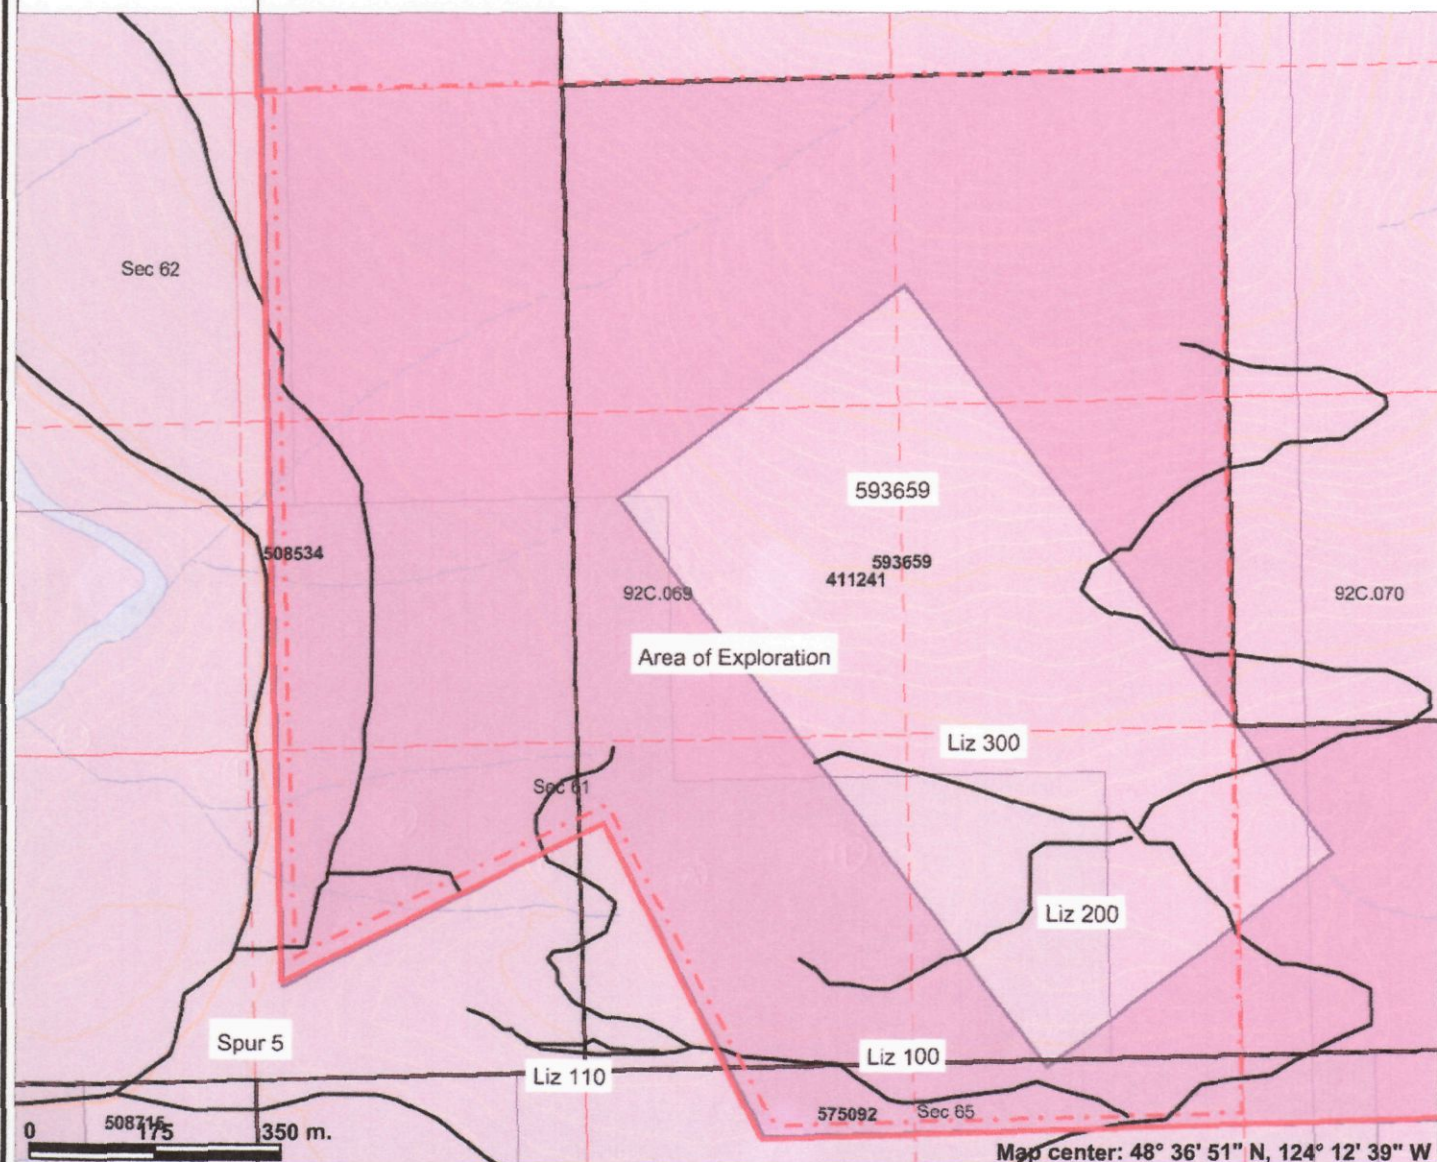 Sec 62
593659
508534
593659
411241
92C.069
92C.070
Area of Exploration
Liz 300
Sec 61
Liz 200
Spur 5
Liz 100
Liz 110
575092
Sec 65
508716
0 175 350 m.
Map center: 48° 36' 51" N, 124° 12' 39" W